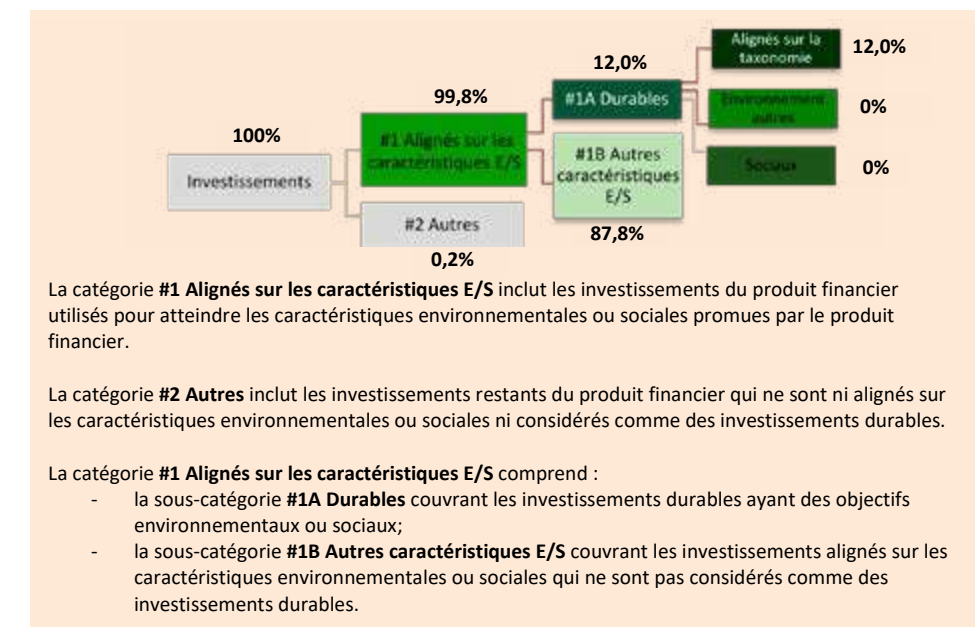 Alignés sur la
taxonomie
12,0%
12,0%
99,8%
#1A Durables
Environnement
autres
0%
100%
#1 Alignés sur les
caractéristiques E/S
#1B Autres
caractéristiques
E/S
Sociaux
0%
Investissements
#2 Autres
87,8%
0,2%
La catégorie #1 Alignés sur les caractéristiques E/S inclut les investissements du produit financier
utilisés pour atteindre les caractéristiques environnementales ou sociales promues par le produit
financier.
La catégorie #2 Autres inclut les investissements restants du produit financier qui ne sont ni alignés sur
les caractéristiques environnementales ou sociales ni considérés comme des investissements durables.
La catégorie #1 Alignés sur les caractéristiques E/S comprend :
- la sous-catégorie #1A Durables couvrant les investissements durables ayant des objectifs
environnementaux ou sociaux;
- la sous-catégorie #1B Autres caractéristiques E/S couvrant les investissements alignés sur les
caractéristiques environnementales ou sociales qui ne sont pas considérés comme des
investissements durables.